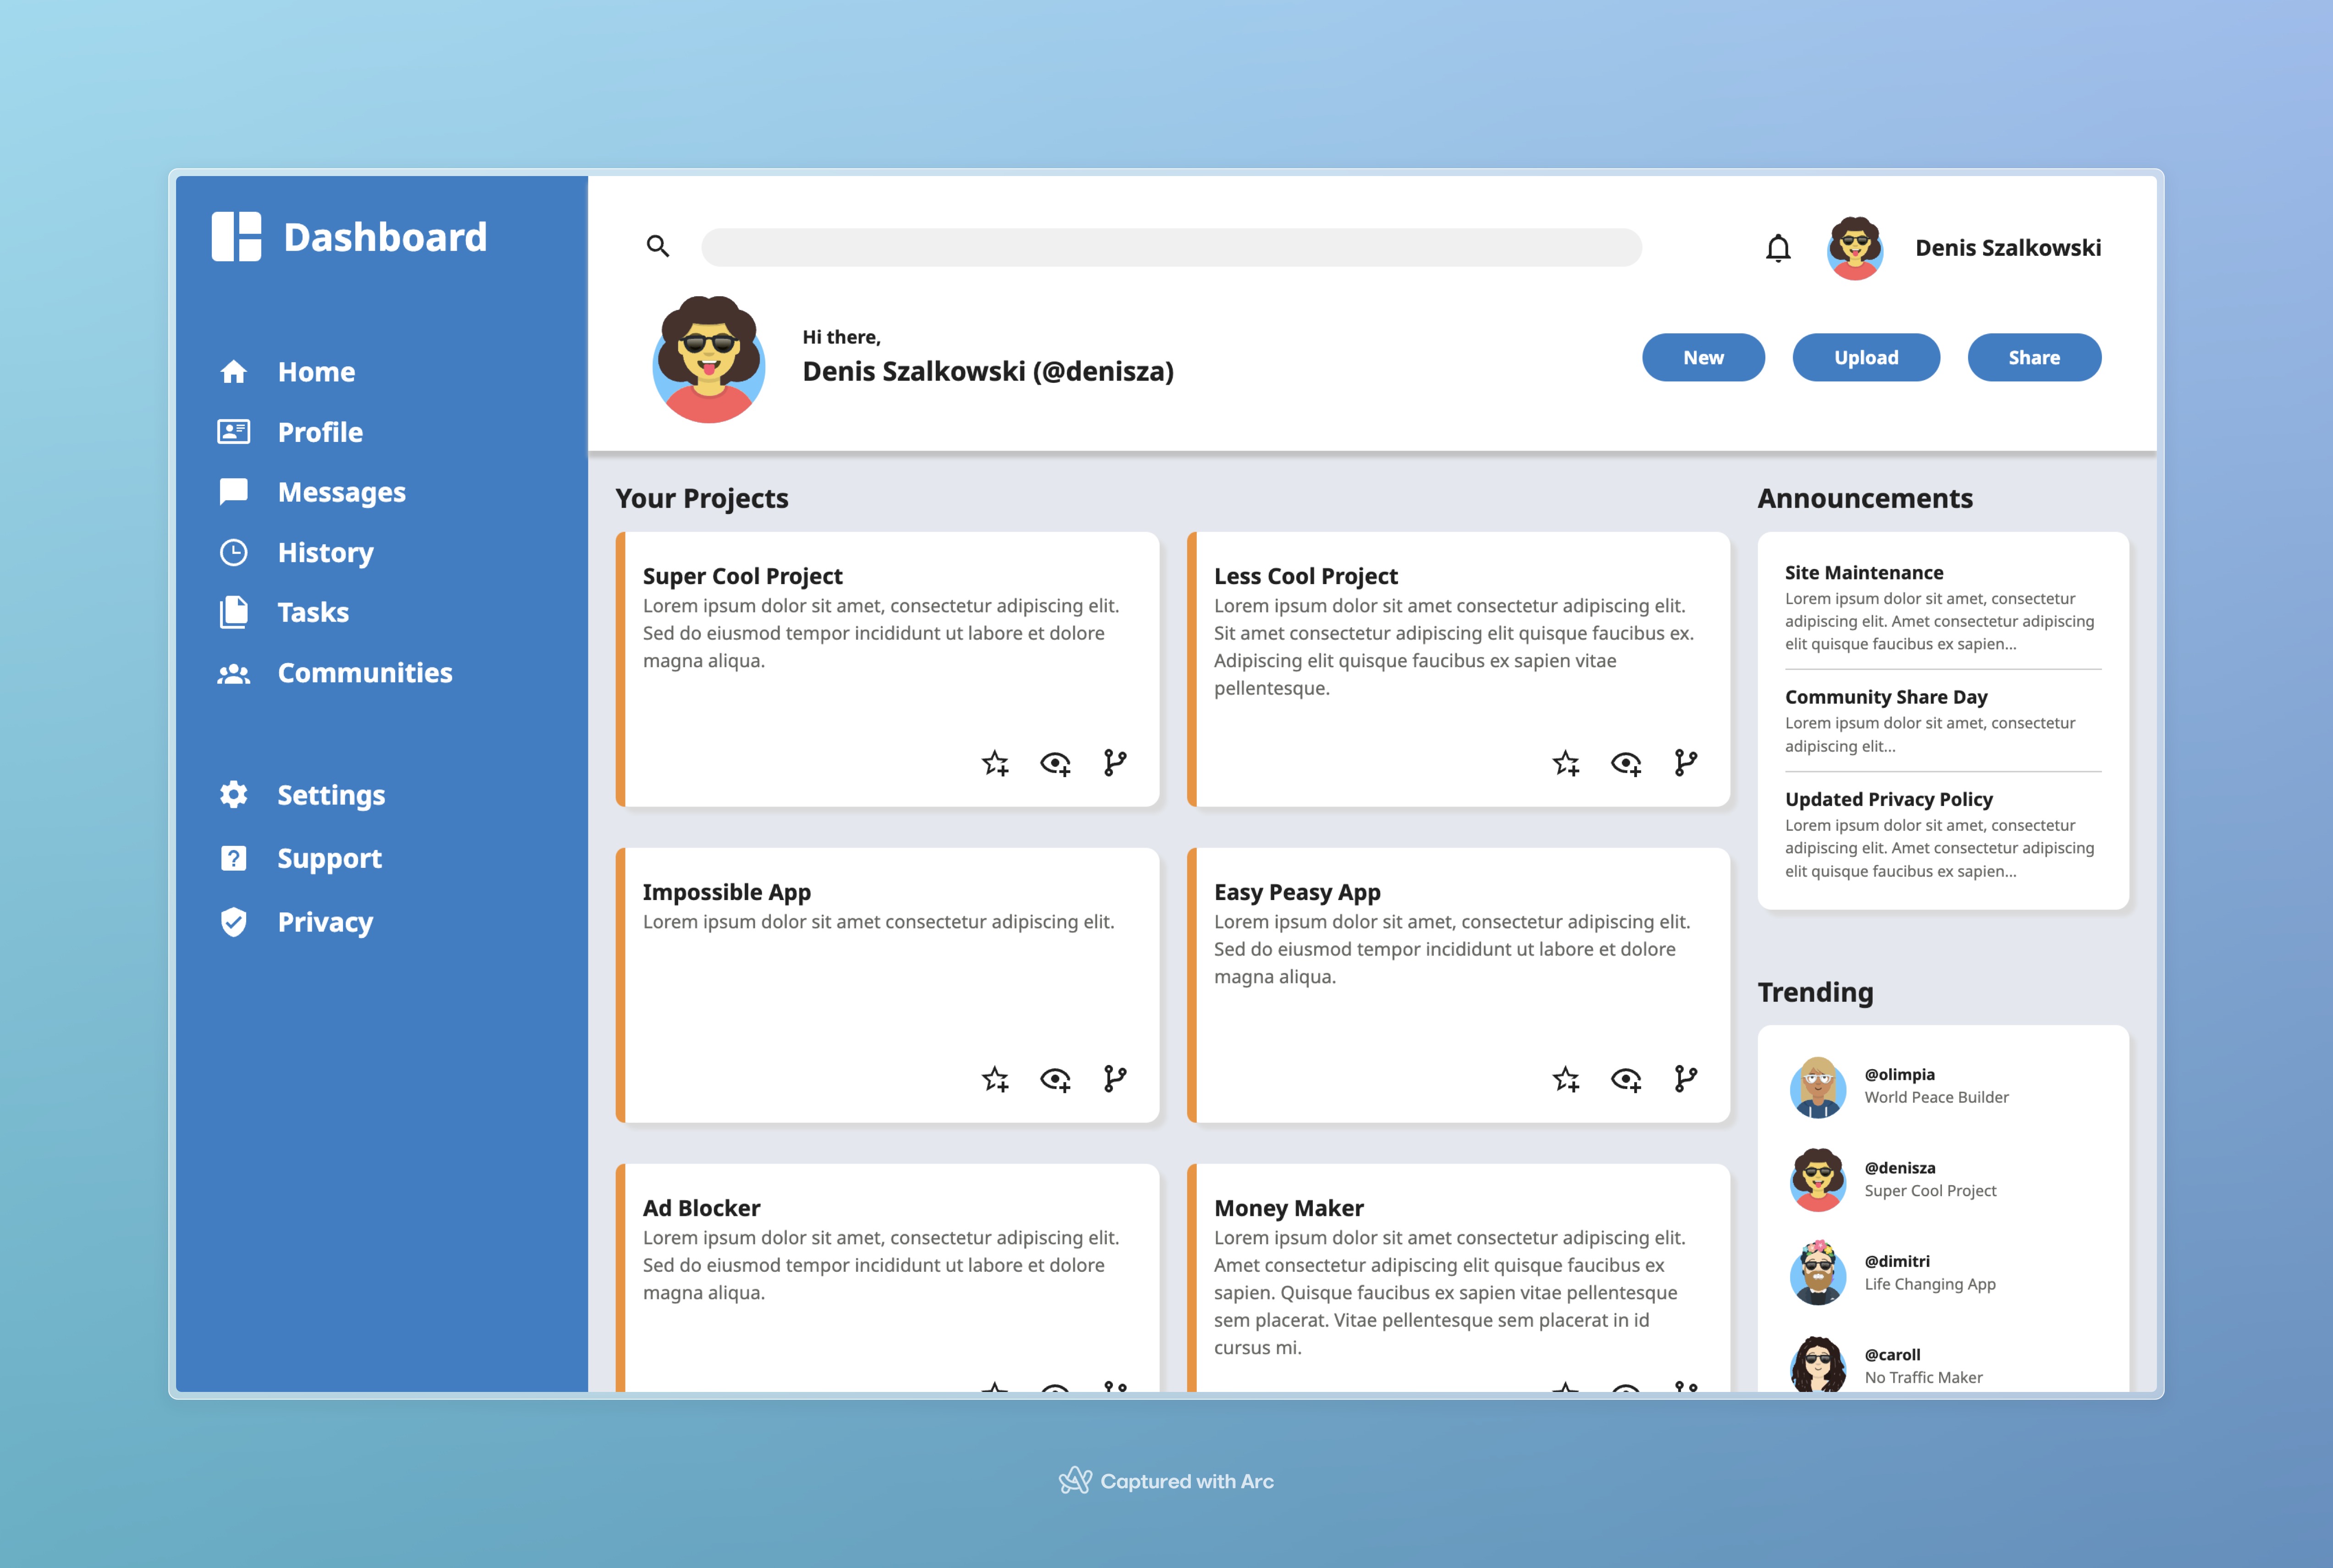 Dashboard
Home
Profile
Messages
History
Tasks
Communities
Settings
Support
Privacy
Denis Szalkowski
Hi there,
Denis Szalkowski (@denisza)
New
Upload
Share
Your Projects
Super Cool Project
Lorem ipsum dolor sit amet, consectetur adipiscing elit.
Sed do eiusmod tempor incididunt ut labore et dolore
magna aliqua.
Less Cool Project
Lorem ipsum dolor sit amet consectetur adipiscing elit.
Sit amet consectetur adipiscing elit quisque faucibus ex.
Adipiscing elit quisque faucibus ex sapien vitae
pellentesque.
Impossible App
Lorem ipsum dolor sit amet consectetur adipiscing elit.
Easy Peasy App
Lorem ipsum dolor sit amet, consectetur adipiscing elit.
Sed do eiusmod tempor incididunt ut labore et dolore
magna aliqua.
Ad Blocker
Lorem ipsum dolor sit amet, consectetur adipiscing elit.
Sed do eiusmod tempor incididunt ut labore et dolore
magna aliqua.
Money Maker
Lorem ipsum dolor sit amet consectetur adipiscing elit.
Amet consectetur adipiscing elit quisque faucibus ex
sapien. Quisque faucibus ex sapien vitae pellentesque
sem placerat. Vitae pellentesque sem placerat in id
cursus mi.
Announcements
Site Maintenance
Lorem ipsum dolor sit amet, consectetur
adipiscing elit. Amet consectetur adipiscing
elit quisque faucibus ex sapien...
Community Share Day
Lorem ipsum dolor sit amet, consectetur
adipiscing elit...
Updated Privacy Policy
Lorem ipsum dolor sit amet, consectetur
adipiscing elit. Amet consectetur adipiscing
elit quisque faucibus ex sapien...
Trending
@olimpia
World Peace Builder
@denisza
Super Cool Project
@dimitri
Life Changing App
@caroll
No Traffic Maker
Captured with Arc